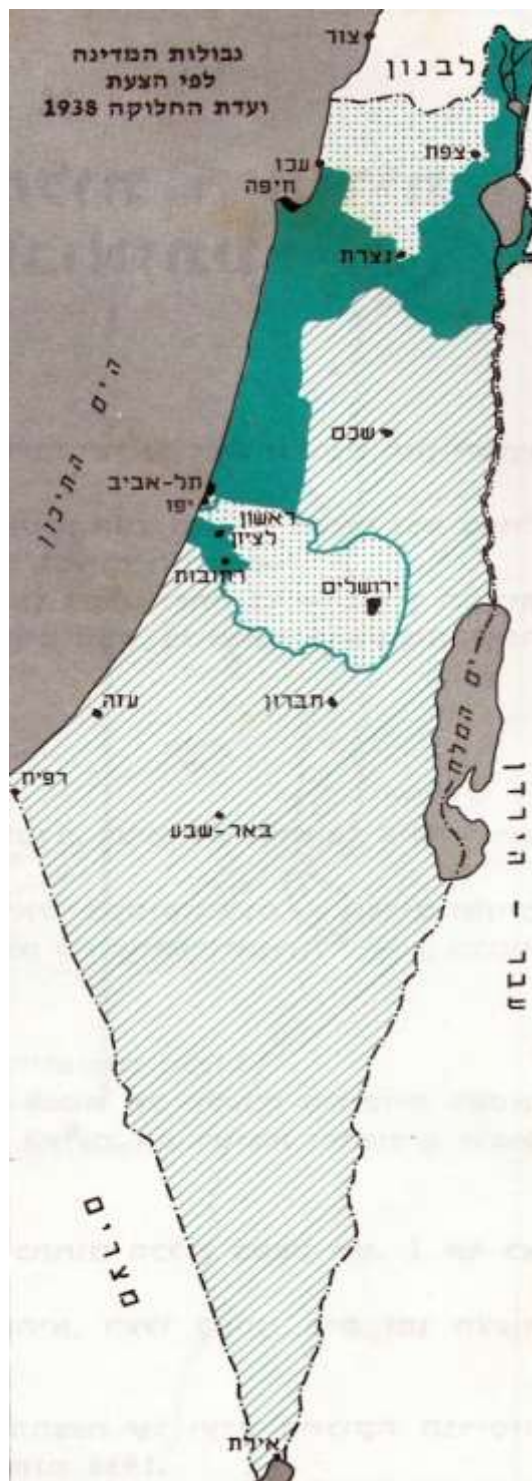 גבולות המדינה
לפי הצעת
ועדת החלוקה 1938
צור
לבנון
צפת
עכו
חיפה
נצרת
הים התיכון
שכם
תל-אביב
יפו
ראשון
לציון
רחובות
ירושלים
חברון
עזה
ים המלח
רפיח
באר-שבע
עבר - הירדן
מצרים
אילת